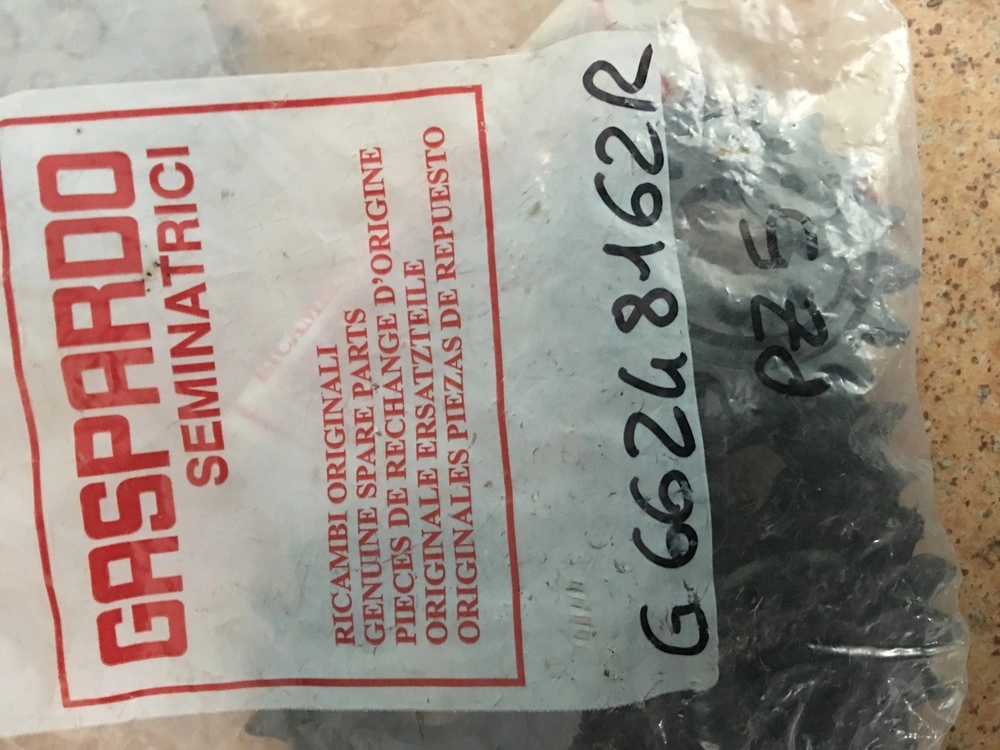 GASPARDO
SEMINATRICI
RICAMBI ORIGINALI
GENUINE SPARE PARTS
PIECES DE RECHANGE D'ORIGINE
ORIGINALE ERSATZTEILE
ORIGINALES PIEZAS DE REPUESTO
G66248162R
PZ 5